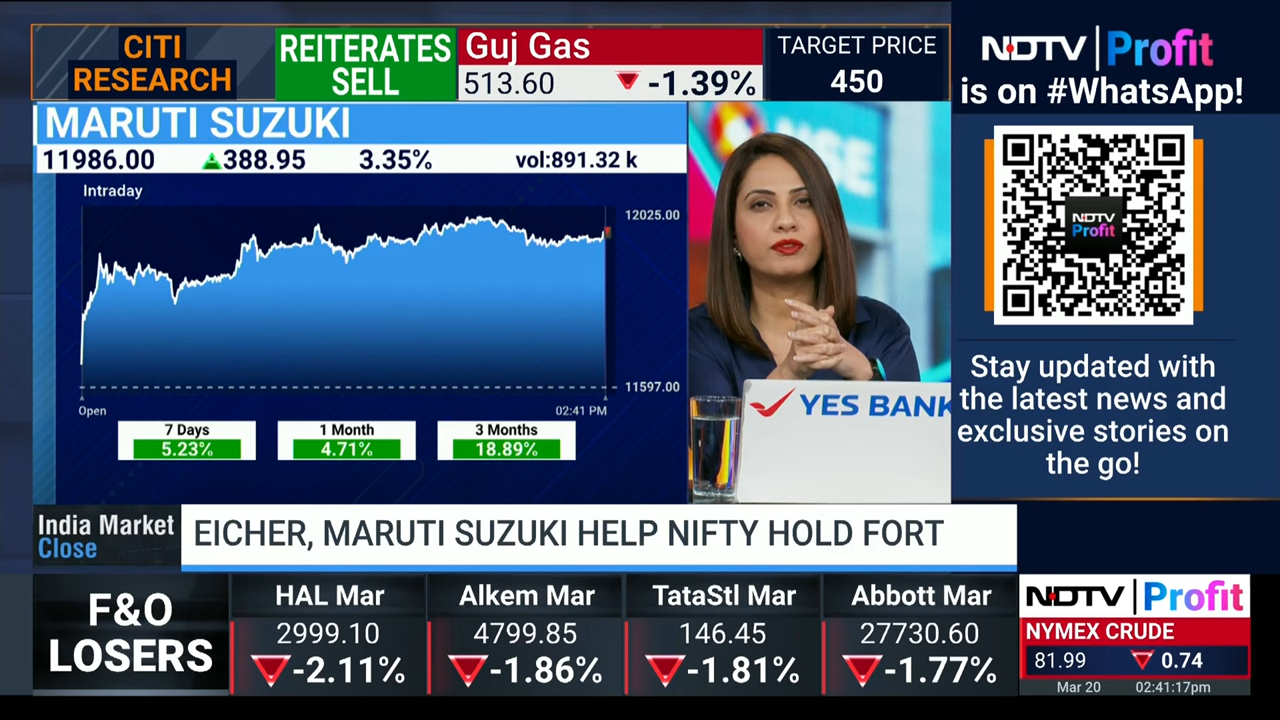 CITI
RESEARCH
REITERATES
SELL
Guj Gas
513.60 -1.39%
TARGET PRICE
450
NDTV Profit
is on #WhatsApp!
MARUTI SUZUKI
11986.00 388.95 3.35% vol:891.32 k
Intraday
12025.00
11597.00
Open 02:41 PM
7 Days
5.23%
1 Month
4.71%
3 Months
18.89%
NSE
YES BANK
NDTV
Profit
Stay updated with
the latest news and
exclusive stories on
the go!
India Market
Close
EICHER, MARUTI SUZUKI HELP NIFTY HOLD FORT
F&O
LOSERS
HAL Mar
2999.10
-2.11%
Alkem Mar
4799.85
-1.86%
TataStl Mar
146.45
-1.81%
Abbott Mar
27730.60
-1.77%
NDTV Profit
NYMEX CRUDE
81.99 0.74
Mar 20 02:41:17pm